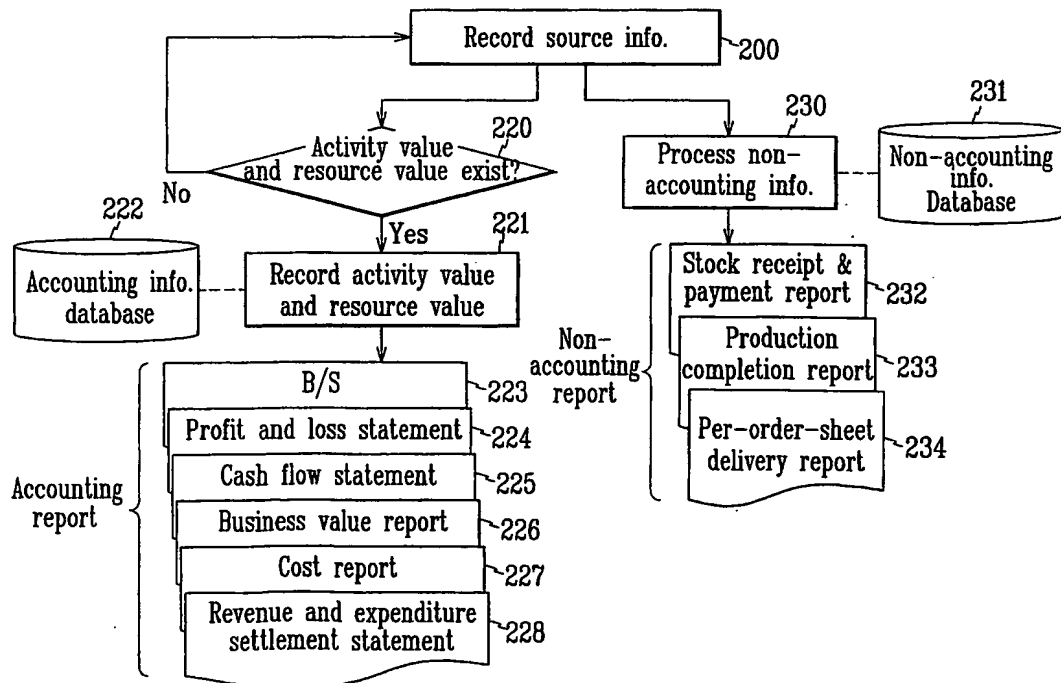 Record source info.
200
220
Activity value
and resource value exist?
No
Yes
230
Process non-
accounting info.
231
Non-accounting
info.
Database
222
Accounting info.
database
221
Record activity value
and resource value
Accounting
report
B/S
223
Profit and loss statement
224
Cash flow statement
225
Business value report
226
Cost report
227
Revenue and expenditure
settlement statement
228
Non-
accounting
report
Stock receipt &
payment report
232
Production
completion report
233
Per-order-sheet
delivery report
234